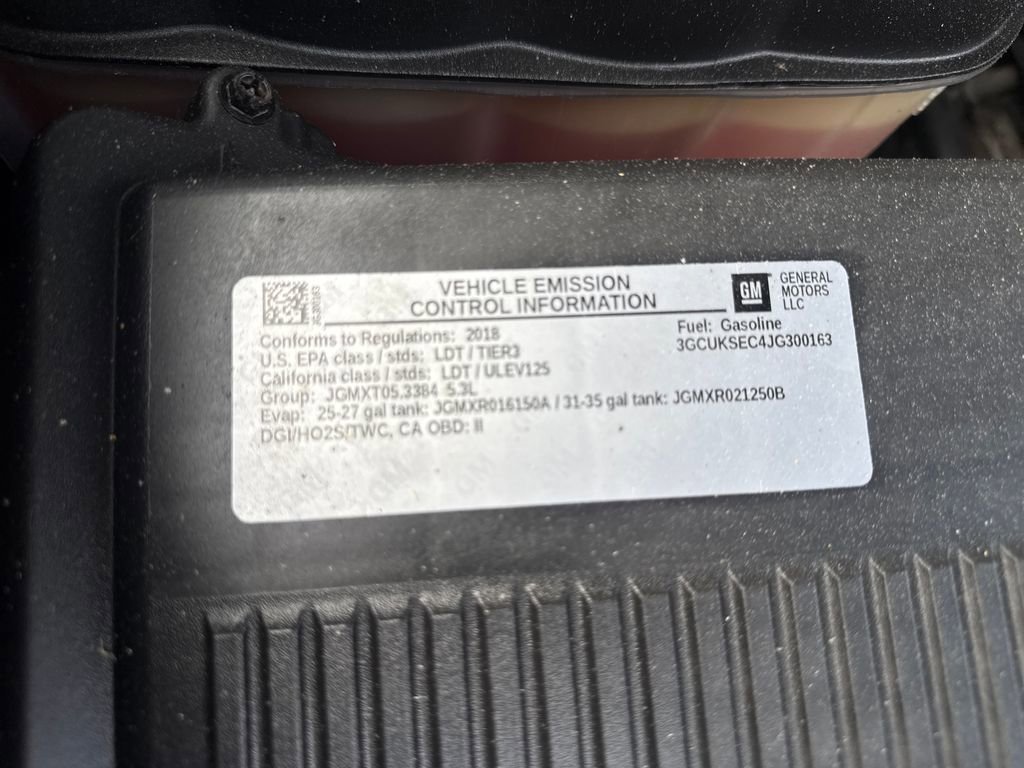 VEHICLE EMISSION
CONTROL INFORMATION
GM
GENERAL
MOTORS
LLC
Conforms to Regulations: 2018
U.S. EPA class / stds: LDT / TIER3
California class / stds: LDT / ULEV125
Group: JGMXT05.3384 5.3L
Evap: 25-27 gal tank: JGMXR016150A / 31-35 gal tank: JGMXR021250B
DGI/HO2S/TWC, CA OBD: II
Fuel: Gasoline
3GCUKSEC4JG300163